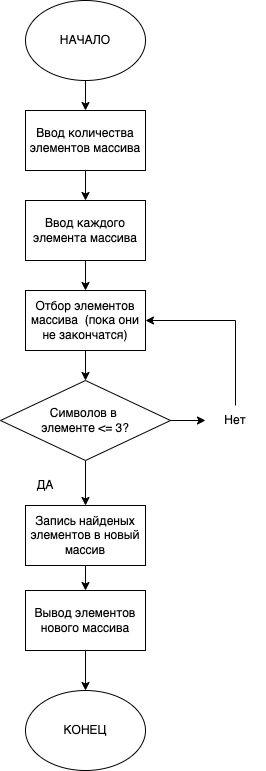 НАЧАЛО
Ввод количества
элементов массива
Ввод каждого
элемента массива
Отбор элементов
массива (пока они
не закончатся)
Символов в
элементе <= 3?
Нет
ДА
Запись найденых
элементов в новый
массив
Вывод элементов
нового массива
КОНЕЦ